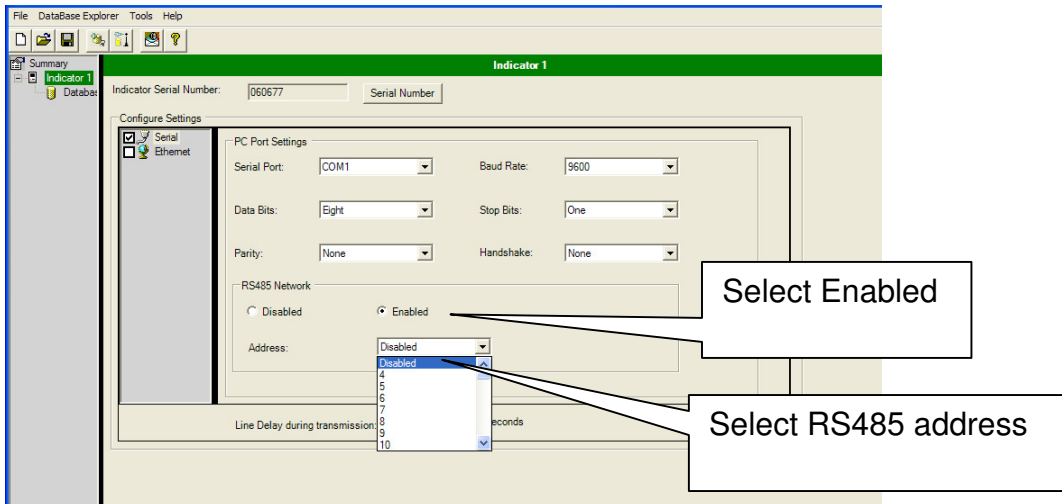 File DataBase Explorer Tools Help
Summary
Indicator 1
Indicator 1
Databas
Indicator Serial Number: 060677 Serial Number
Configure Settings
Serial
Ethernet
PC Port Settings
Serial Port: COM1 Baud Rate: 9600
Data Bits: Eight Stop Bits: One
Parity: None Handshake: None
RS485 Network
Disabled Enabled
Address: Disabled
Disabled
4
5
6
7
8
9
10
Line Delay during transmission: econds
Select Enabled
Select RS485 address